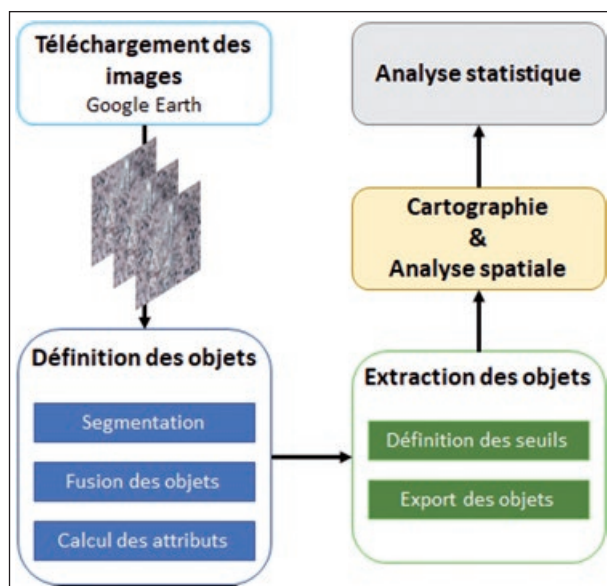 Téléchargement des
images
Google Earth
Définition des objets
Segmentation
Fusion des objets
Calcul des attributs
Extraction des objets
Définition des seuils
Export des objets
Cartographie
&
Analyse spatiale
Analyse statistique